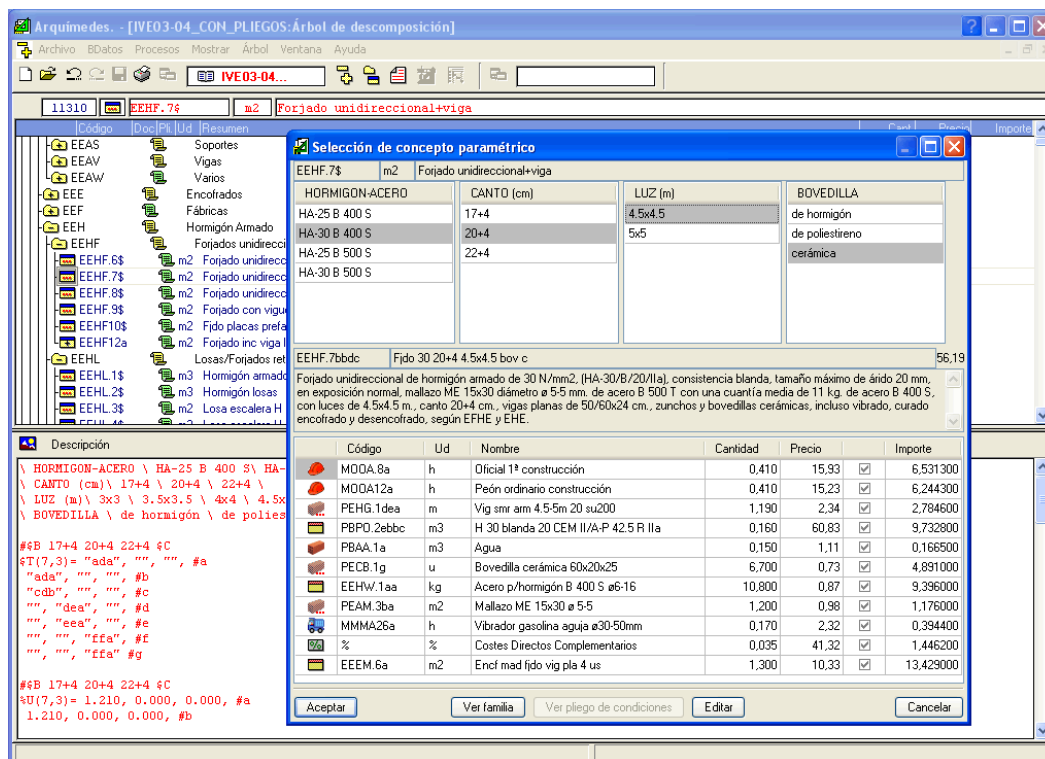 Arquímedes. - [IVE03-04_CON_PLIEGOS:Árbol de descomposición]
Archivo BDatos Procesos Mostrar Árbol Ventana Ayuda
IVE03-04...
11310 EEHF.7$ m2 Forjado unidireccional+viga
Código Doc Pli. Ud Resumen Cant. Precio Importe
EEAS Soportes
EEAV Vigas
EEAW Varios
EEE Encofrados
EEF Fábricas
EEH Hormigón Armado
EEHF Forjados unidirecci
EEHF.6$ m2 Forjado unidirecc
EEHF.7$ m2 Forjado unidirecc
EEHF.8$ m2 Forjado unidirecc
EEHF.9$ m2 Forjado con vigu
EEHF10$ m2 Fjdo placas prefa
EEHF12a m2 Forjado inc viga l
EEHL Losas/Forjados ret
EEHL.1$ m3 Hormigón armado
EEHL.2$ m3 Hormigón losas
EEHL.3$ m2 Losa escalera H
Selección de concepto paramétrico
EEHF.7$ m2 Forjado unidireccional+viga
HORMIGON-ACERO CANTO (cm) LUZ (m) BOVEDILLA
HA-25 B 400 S 17+4 4.5x4.5 de hormigón
HA-30 B 400 S 20+4 5x5 de poliestireno
HA-25 B 500 S 22+4 cerámica
HA-30 B 500 S
EEHF.7bbdc Fjdo 30 20+4 4.5x4.5 bov c 56,19
Forjado unidireccional de hormigón armado de 30 N/mm2, (HA-30/B/20/IIa), consistencia blanda, tamaño máximo de árido 20 mm,
en exposición normal, mallazo ME 15x30 diámetro ø 5-5 mm. de acero B 500 T con una cuantía media de 11 kg. de acero B 400 S,
con luces de 4.5x4.5 m., canto 20+4 cm., vigas planas de 50/60x24 cm., zunchos y bovedillas cerámicas, incluso vibrado, curado
encofrado y desencofrado, según EFHE y EHE.
Código Ud Nombre Cantidad Precio Importe
MOOA.8a h Oficial 1ª construcción 0,410 15,93 6,531300
MOOA12a h Peón ordinario construcción 0,410 15,23 6,244300
PEHG.1dea m Vig smr arm 4.5-5m 20 su200 1,190 2,34 2,784600
PBPO.2ebbc m3 H 30 blanda 20 CEM II/A-P 42.5 R IIa 0,160 60,83 9,732800
PBAA.1a m3 Agua 0,150 1,11 0,166500
PECB.1g u Bovedilla cerámica 60x20x25 6,700 0,73 4,891000
EEHW.1aa kg Acero p/hormigón B 400 S ø6-16 10,800 0,87 9,396000
PEAM.3ba m2 Mallazo ME 15x30 ø 5-5 1,200 0,98 1,176000
MMMA26a h Vibrador gasolina aguja ø30-50mm 0,170 2,32 0,394400
% % Costes Directos Complementarios 0,035 41,32 1,446200
EEEM.6a m2 Encf mad fjdo vig pla 4 us 1,300 10,33 13,429000
Aceptar Ver familia Ver pliego de condiciones Editar Cancelar
Descripción
\ HORMIGON-ACERO \ HA-25 B 400 S\ HA-
\ CANTO (cm)\ 17+4 \ 20+4 \ 22+4 \
\ LUZ (m)\ 3x3 \ 3.5x3.5 \ 4x4 \ 4.5x
\ BOVEDILLA \ de hormigón \ de polies
#$B 17+4 20+4 22+4 $C
$T(7,3)= "ada", "", "", #a
"ada", "", "", #b
"cdb", "", "", #c
"", "dea", "", #d
"", "eea", "", #e
"", "", "ffa", #f
"", "", "ffa" #g
#$B 17+4 20+4 22+4 $C
%U(7,3)= 1.210, 0.000, 0.000, #a
1.210, 0.000, 0.000, #b